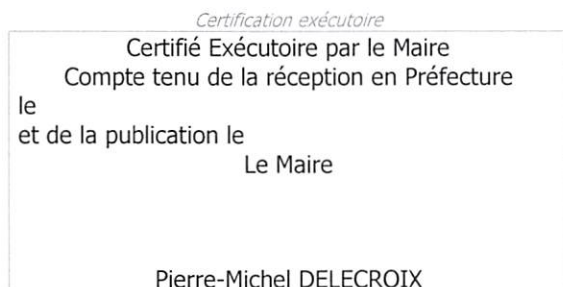 Certification exécutoire
Certifié Exécutoire par le Maire
Compte tenu de la réception en Préfecture
le
et de la publication le
Le Maire
Pierre-Michel DELECROIX